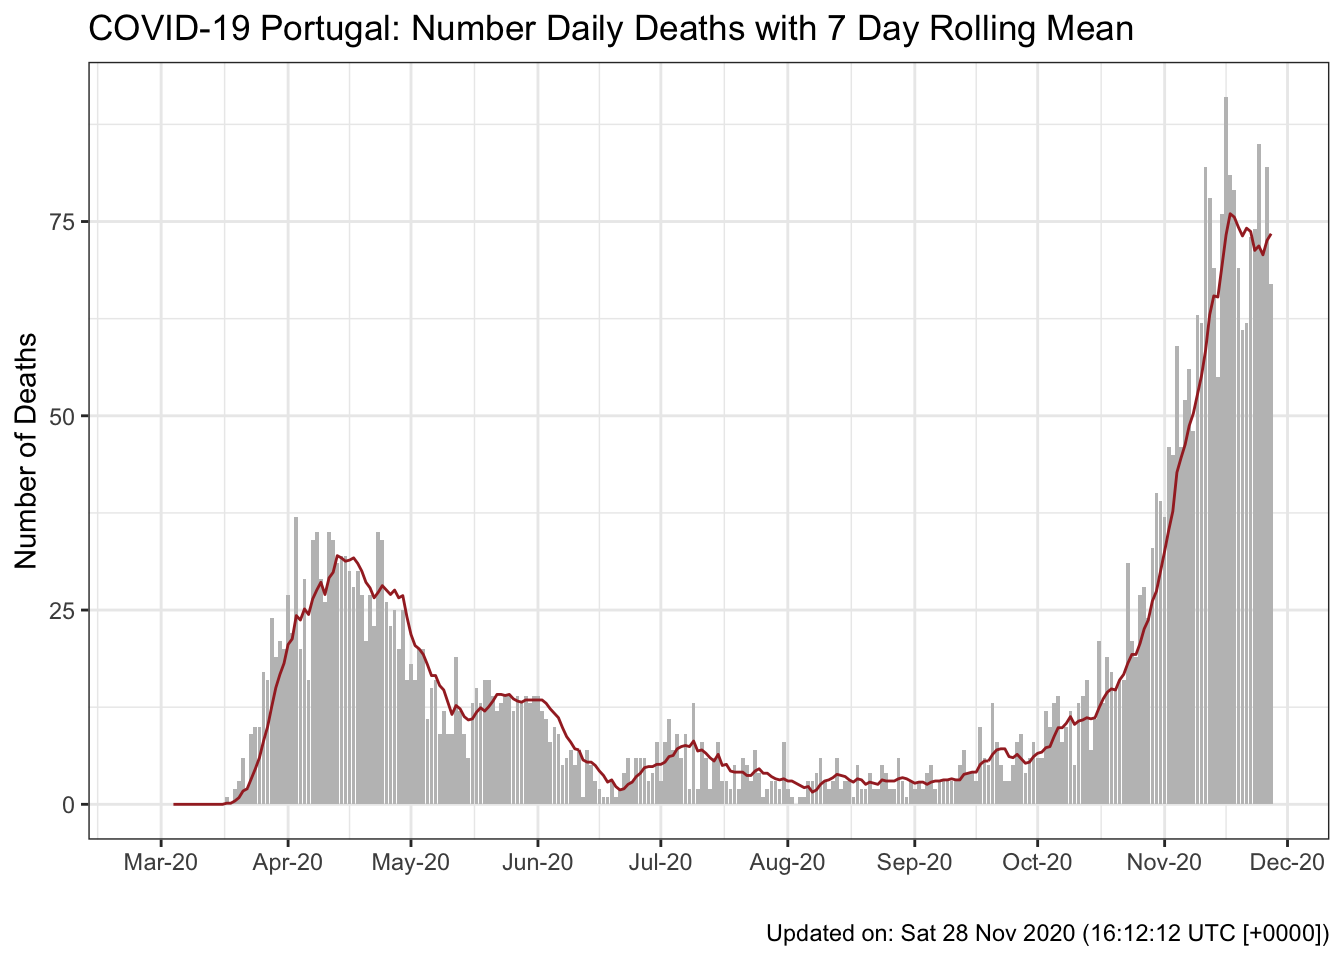 COVID-19 Portugal: Number Daily Deaths with 7 Day Rolling Mean
Number of Deaths
75
50
25
0
Mar-20 Apr-20 May-20 Jun-20 Jul-20 Aug-20 Sep-20 Oct-20 Nov-20 Dec-20
Updated on: Sat 28 Nov 2020 (16:12:12 UTC [+0000])